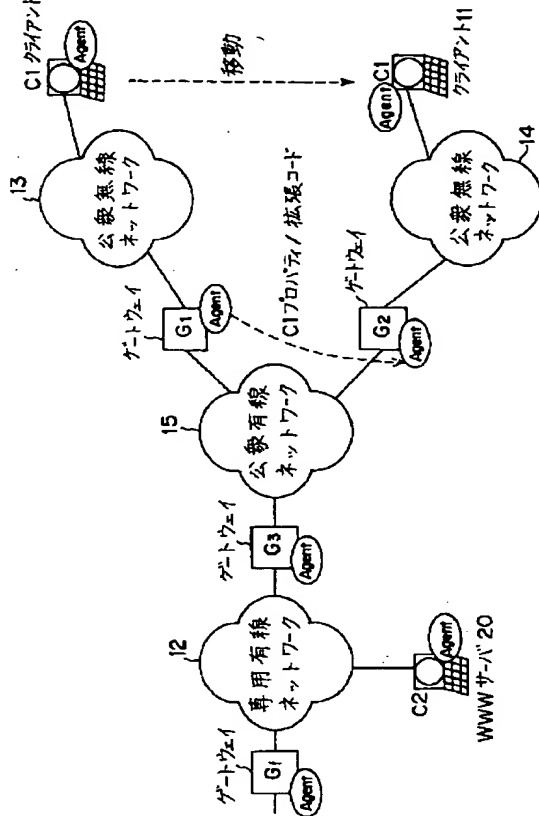 C1 クライアント
Agent
移動
C1
Agent
クライアント11
13
公衆無線
ネットワーク
14
公衆無線
ネットワーク
ゲートウェイ
G1
Agent
C1プロパティ/拡張コード
ゲートウェイ
G2
Agent
15
公衆有線
ネットワーク
ゲートウェイ
G3
Agent
12
専用有線
ネットワーク
C2
Agent
WWWサーバ20
ゲートウェイ
Gf
Agent